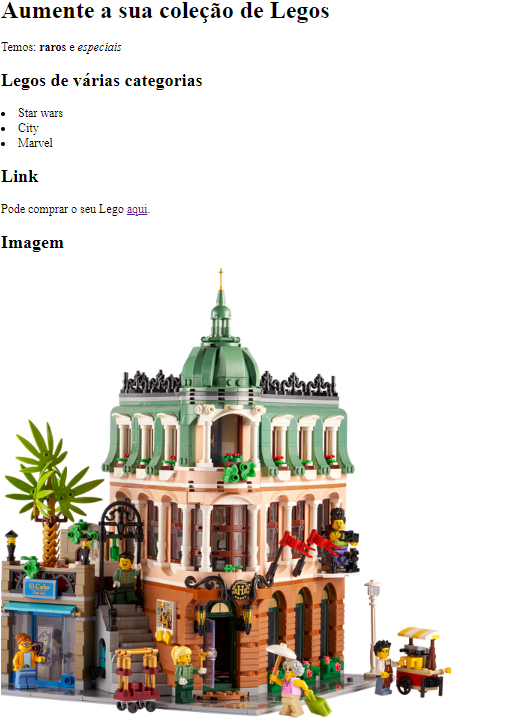 Aumente a sua coleção de Legos
Temos: raros e especiais
Legos de várias categorias
Star wars
City
Marvel
Link
Pode comprar o seu Lego aqui.
Imagem
El Cubo